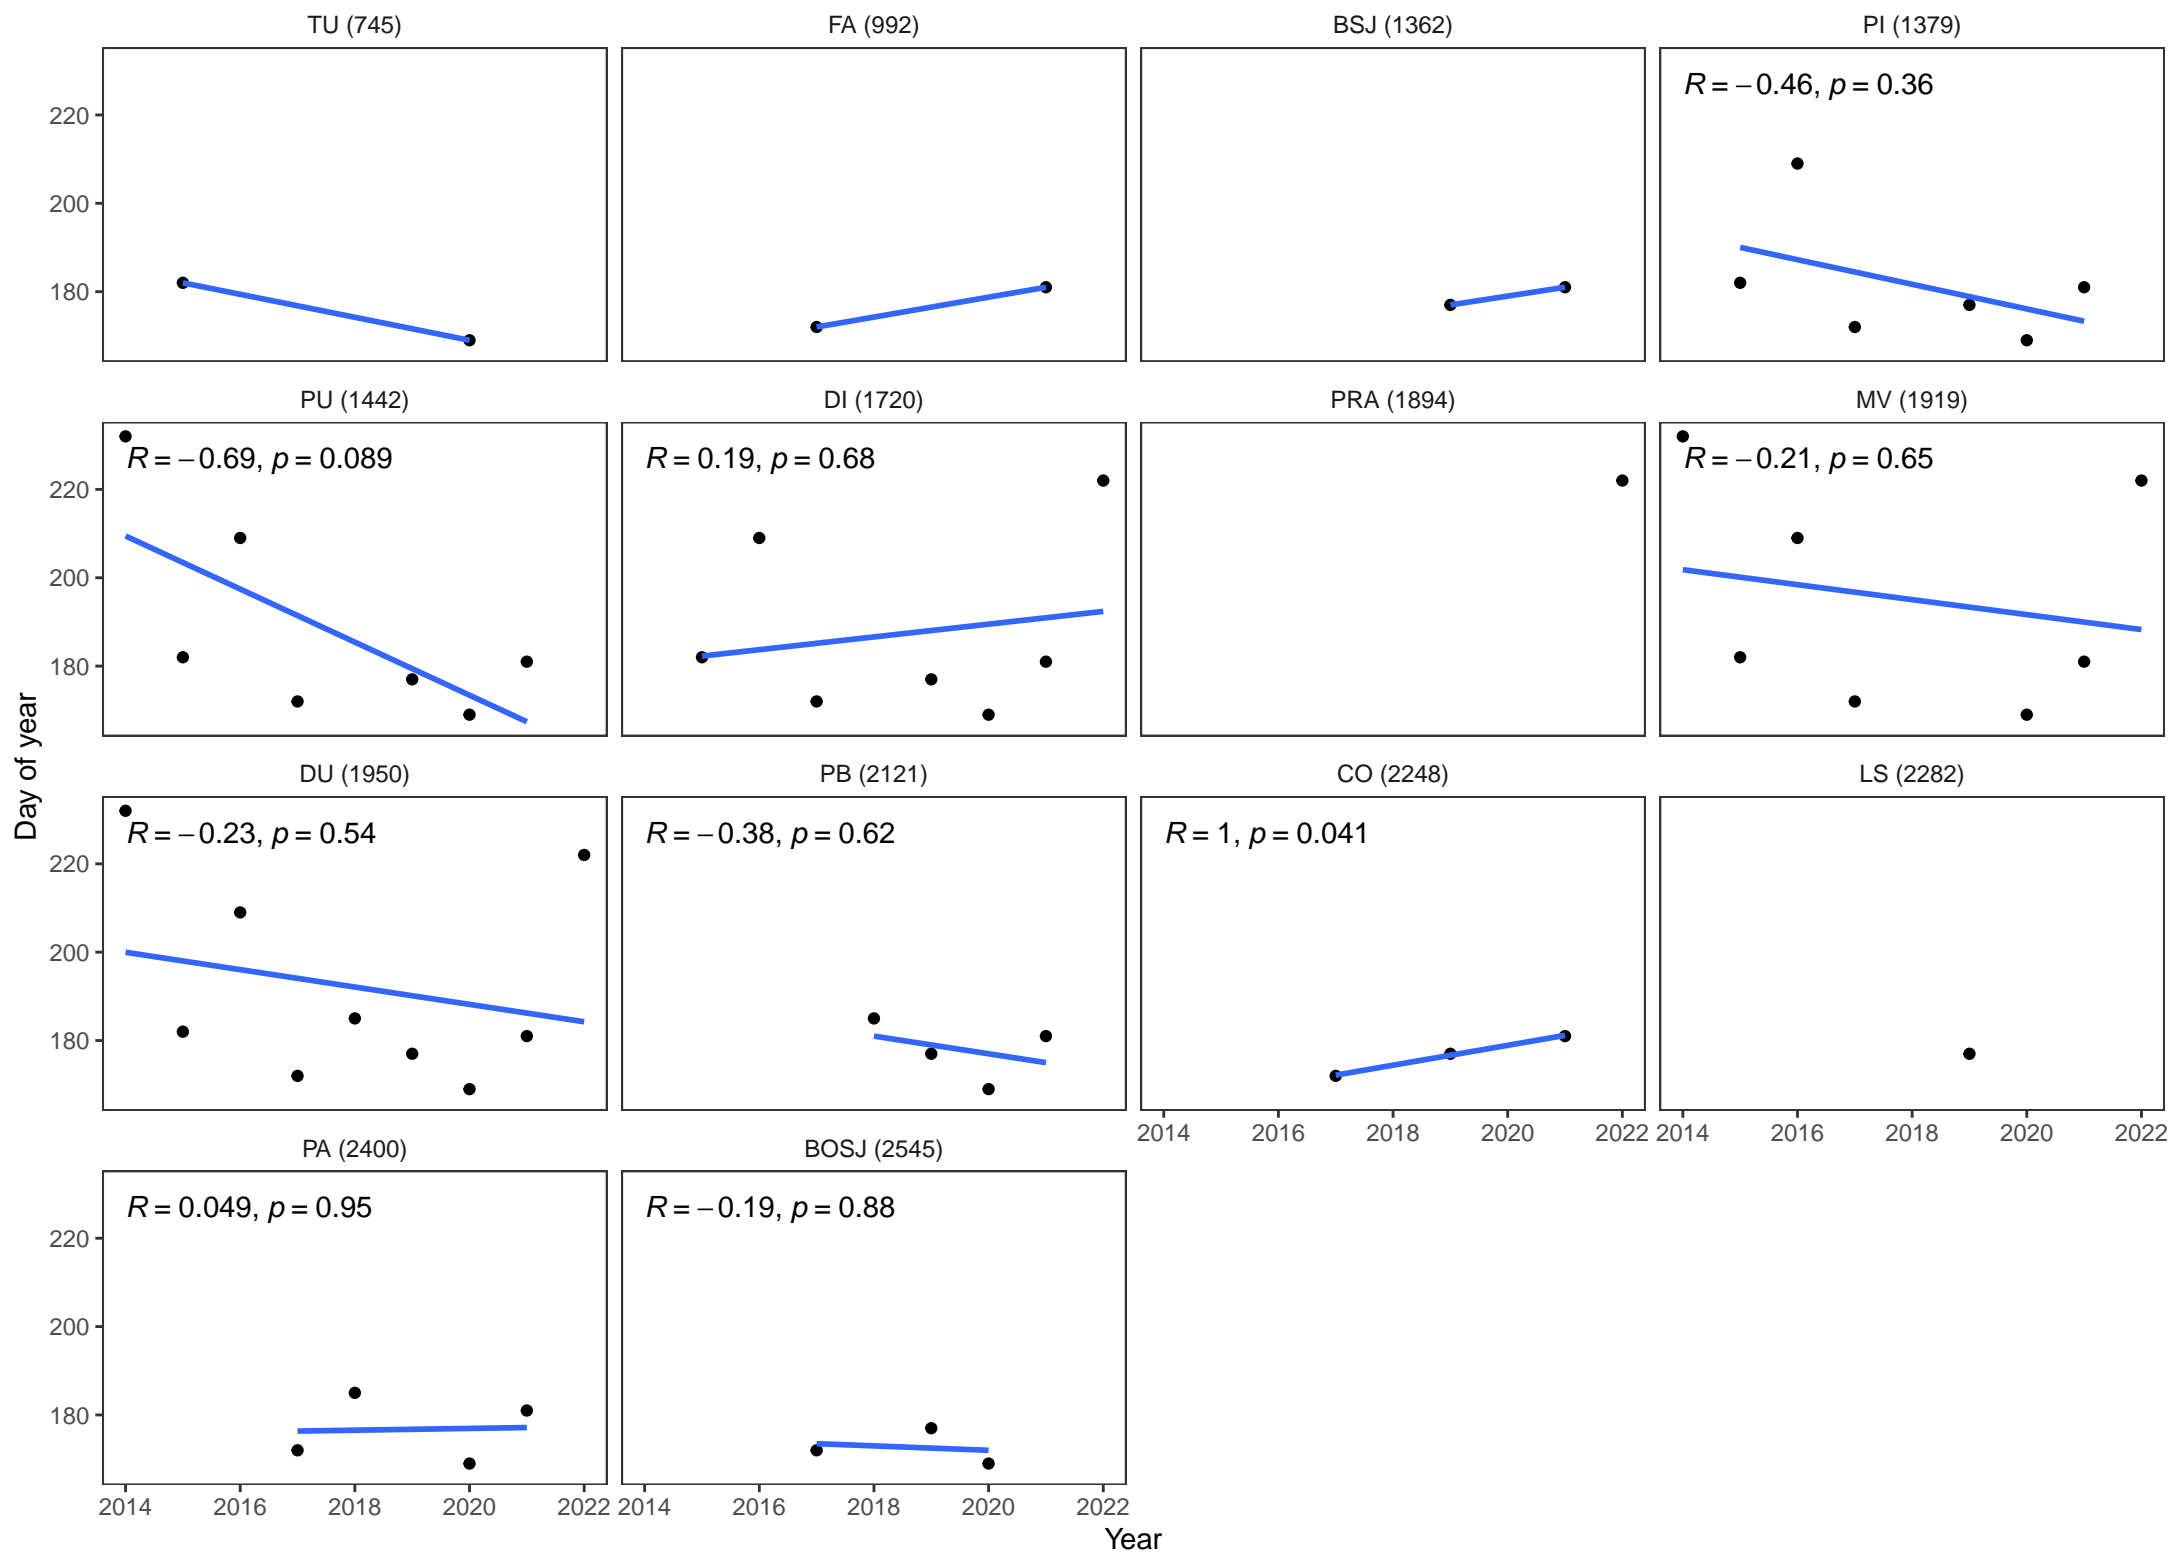 TU (745) FA (992) BSJ (1362) PI (1379)
R = −0.46, p = 0.36
220
200
180
PU (1442) DI (1720) PRA (1894) MV (1919)
R = −0.69, p = 0.089 R = 0.19, p = 0.68 R = −0.21, p = 0.65
220
200
180
Day of year
DU (1950) PB (2121) CO (2248) LS (2282)
R = −0.23, p = 0.54 R = −0.38, p = 0.62 R = 1, p = 0.041
220
200
180
2014 2016 2018 2020 2022 2014 2016 2018 2020 2022
PA (2400) BOSJ (2545)
R = 0.049, p = 0.95 R = −0.19, p = 0.88
220
200
180
2014 2016 2018 2020 2022 2014 2016 2018 2020 2022
Year